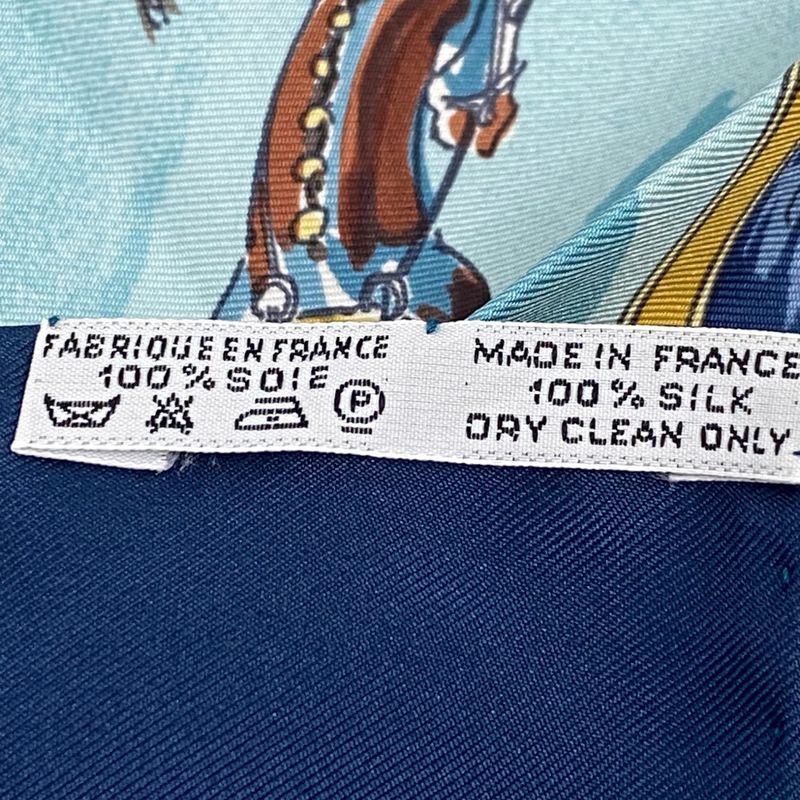 FABRIQUE EN FRANCE
100% SOIE
P
MADE IN FRANCE
100% SILK
DRY CLEAN ONLY